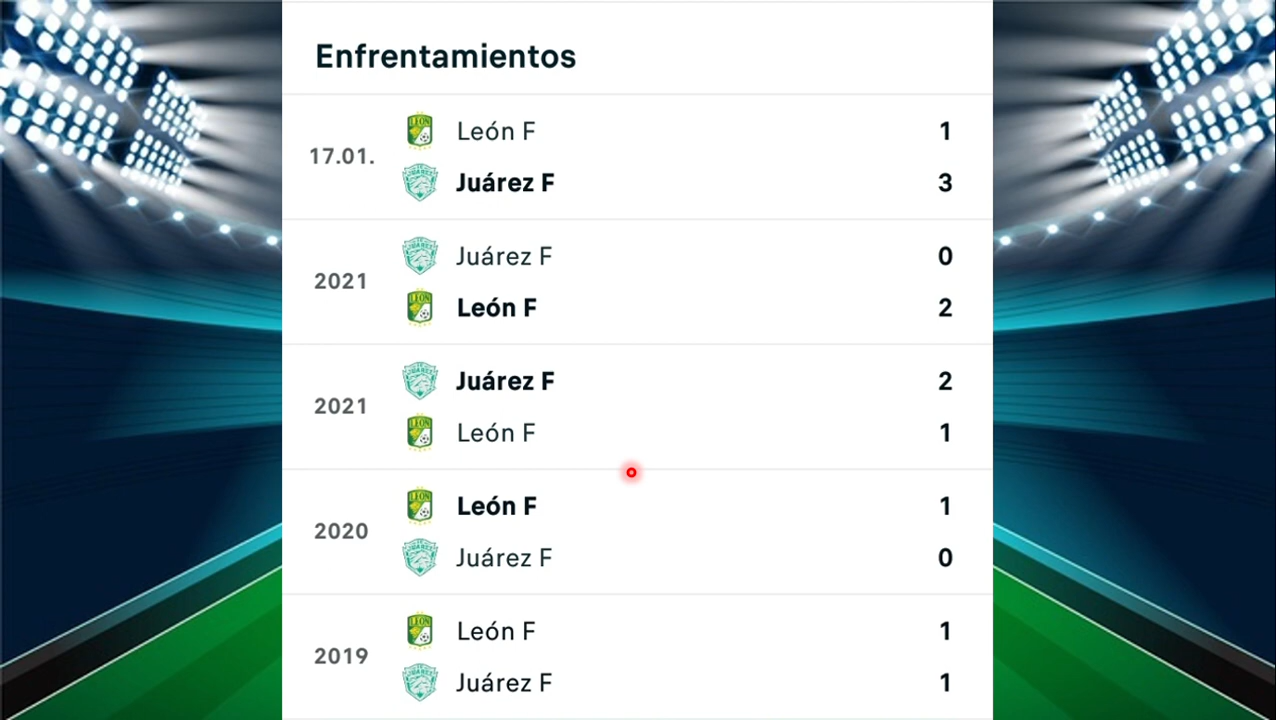 Enfrentamientos
17.01.
León F 1
Juárez F 3
2021
Juárez F 0
León F 2
2021
Juárez F 2
León F 1
2020
León F 1
Juárez F 0
2019
León F 1
Juárez F 1